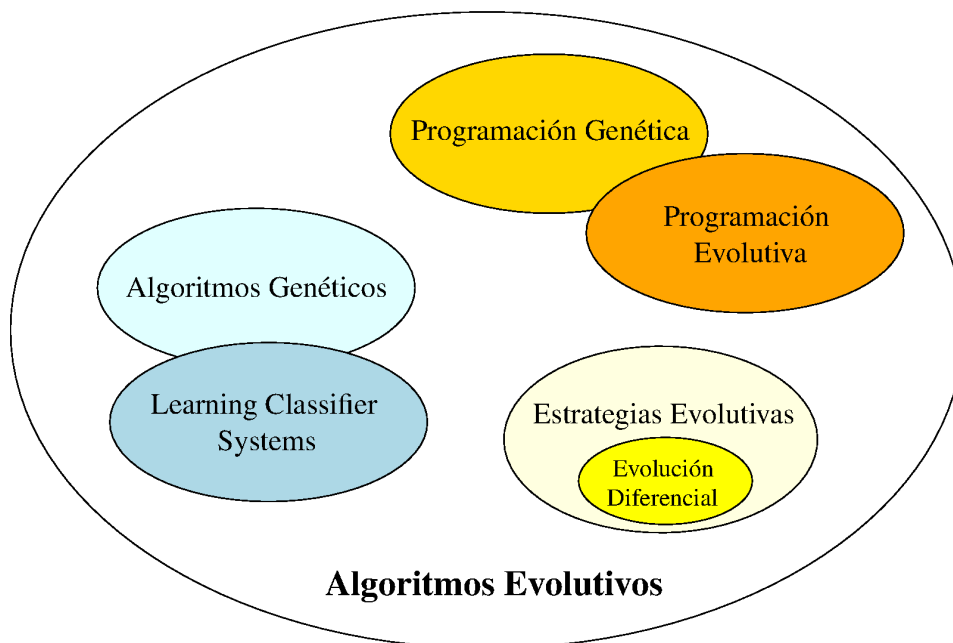 Programación Genética
Programación
Evolutiva
Algoritmos Genéticos
Learning Classifier
Systems
Estrategias Evolutivas
Evolución
Diferencial
Algoritmos Evolutivos